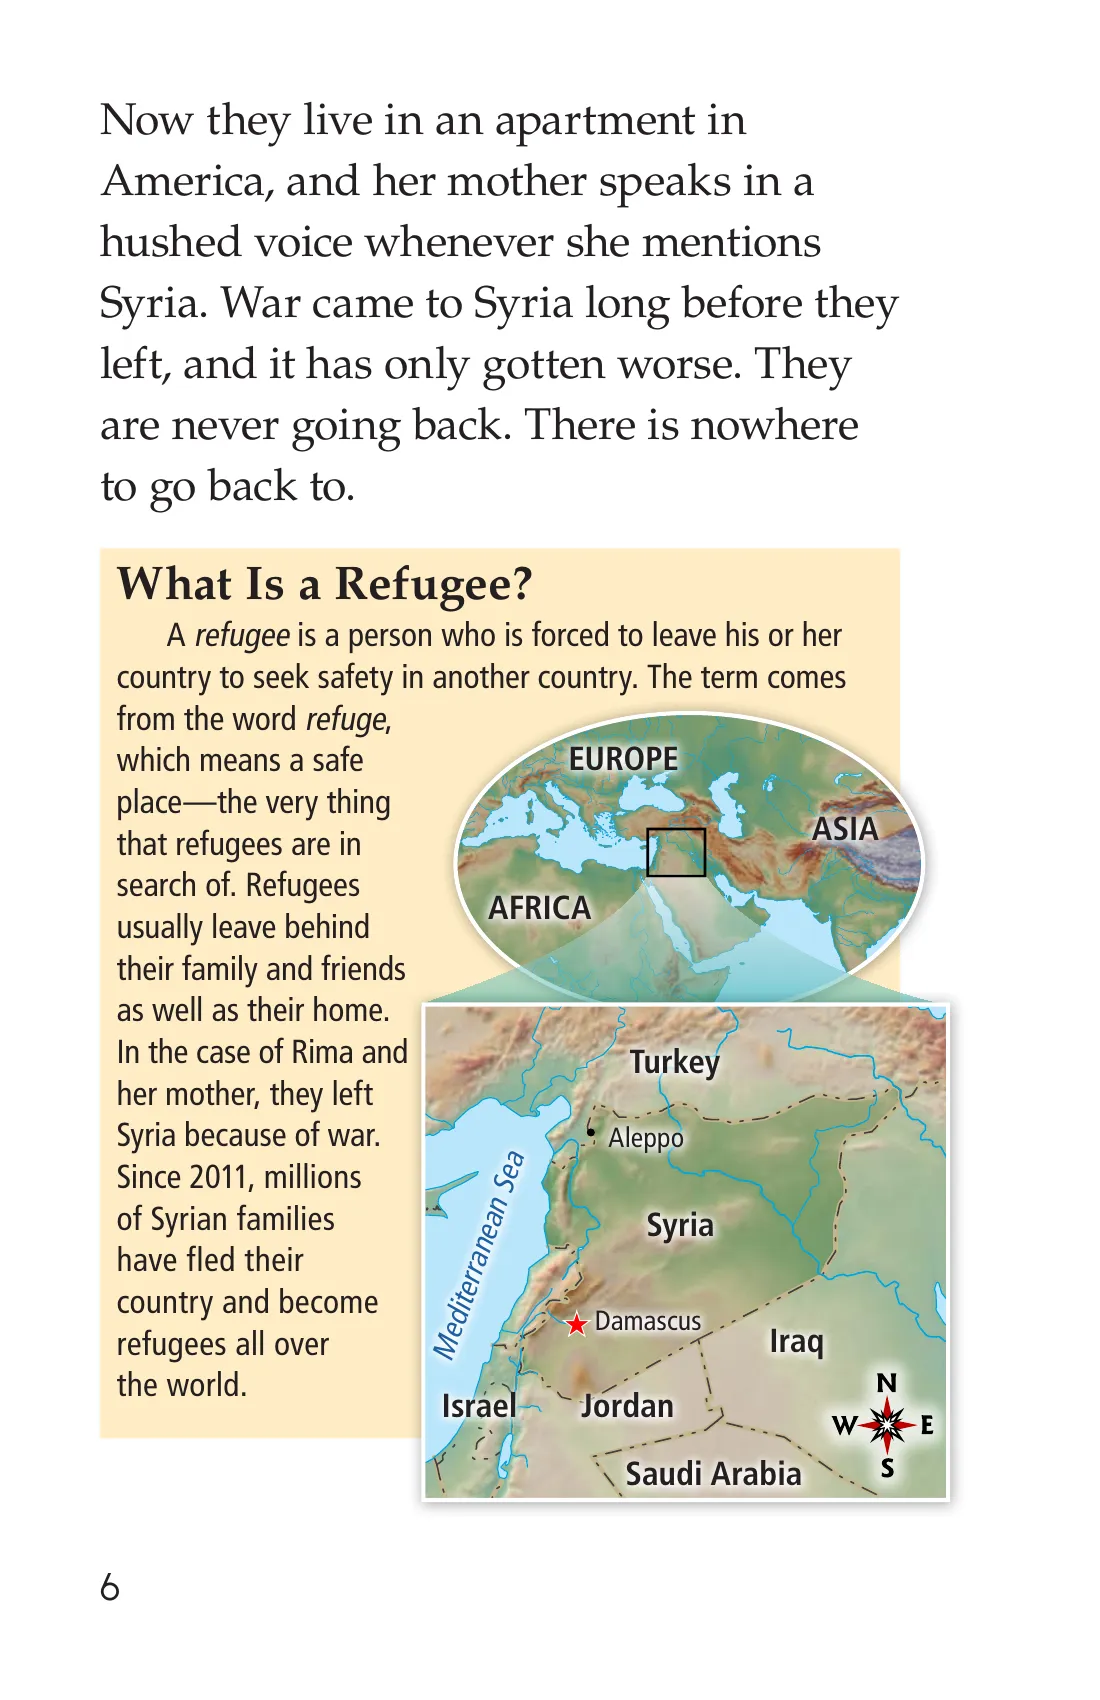 Now they live in an apartment in
America, and her mother speaks in a
hushed voice whenever she mentions
Syria. War came to Syria long before they
left, and it has only gotten worse. They
are never going back. There is nowhere
to go back to.
What Is a Refugee?
A refugee is a person who is forced to leave his or her
country to seek safety in another country. The term comes
from the word refuge,
which means a safe
place—the very thing
that refugees are in
search of. Refugees
usually leave behind
their family and friends
as well as their home.
In the case of Rima and
her mother, they left
Syria because of war.
Since 2011, millions
of Syrian families
have fled their
country and become
refugees all over
the world.
EUROPE
ASIA
AFRICA
Turkey
Aleppo
Mediterranean Sea
Syria
Damascus
Iraq
Israel
Jordan
Saudi Arabia
N
W E
S
6